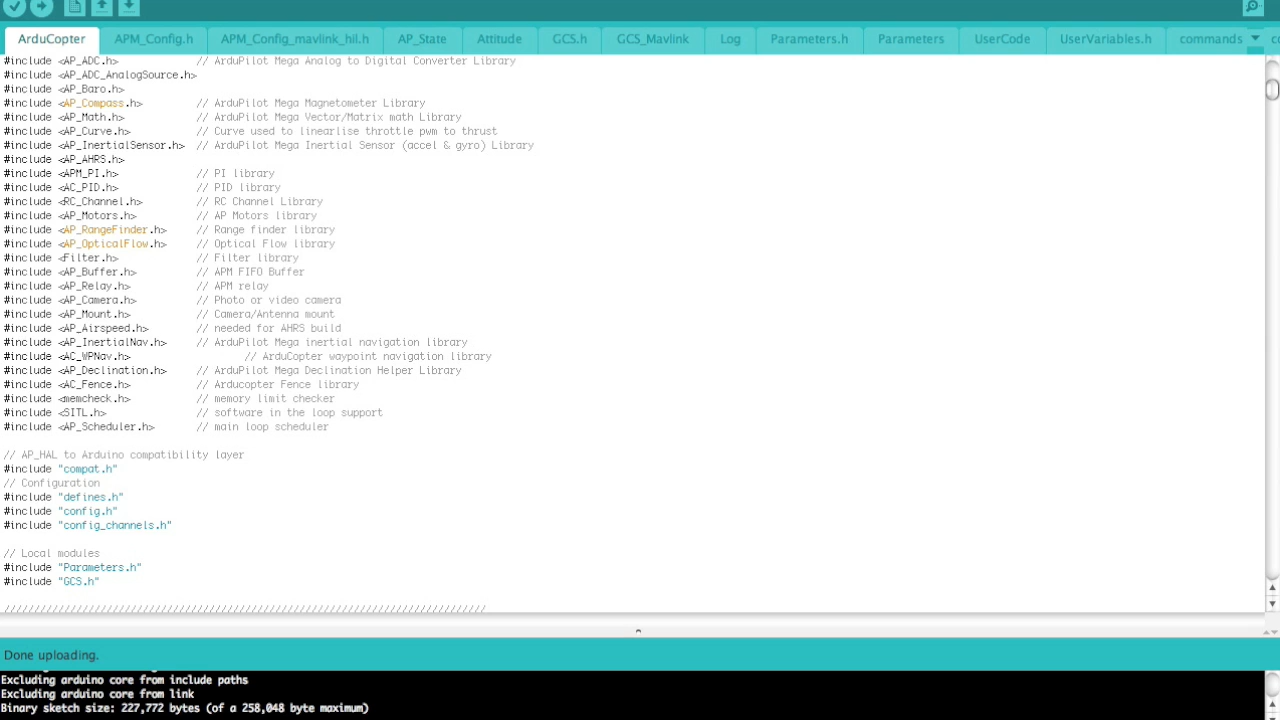 ArduCopter APM_Config.h APM_Config_mavlink_hil.h AP_State Attitude GCS.h GCS_Mavlink Log Parameters.h Parameters UserCode UserVariables.h commands
#include <AP_ADC.h> // ArduPilot Mega Analog to Digital Converter Library
#include <AP_ADC_AnalogSource.h>
#include <AP_Baro.h>
#include <AP_Compass.h> // ArduPilot Mega Magnetometer Library
#include <AP_Math.h> // ArduPilot Mega Vector/Matrix math Library
#include <AP_Curve.h> // Curve used to linearlise throttle pwm to thrust
#include <AP_InertialSensor.h> // ArduPilot Mega Inertial Sensor (accel & gyro) Library
#include <AP_AHRS.h>
#include <APM_PI.h> // PI library
#include <AC_PID.h> // PID library
#include <RC_Channel.h> // RC Channel Library
#include <AP_Motors.h> // AP Motors library
#include <AP_RangeFinder.h> // Range finder library
#include <AP_OpticalFlow.h> // Optical Flow library
#include <Filter.h> // Filter library
#include <AP_Buffer.h> // APM FIFO Buffer
#include <AP_Relay.h> // APM relay
#include <AP_Camera.h> // Photo or video camera
#include <AP_Mount.h> // Camera/Antenna mount
#include <AP_Airspeed.h> // needed for AHRS build
#include <AP_InertialNav.h> // ArduPilot Mega inertial navigation library
#include <AC_WPNav.h> // ArduCopter waypoint navigation library
#include <AP_Declination.h> // ArduPilot Mega Declination Helper Library
#include <AC_Fence.h> // Arducopter Fence library
#include <memcheck.h> // memory limit checker
#include <SITL.h> // software in the loop support
#include <AP_Scheduler.h> // main loop scheduler
// AP_HAL to Arduino compatibility layer
#include "compat.h"
// Configuration
#include "defines.h"
#include "config.h"
#include "config_channels.h"
// Local modules
#include "Parameters.h"
#include "GCS.h"
////////////////////////////////////////////////////////////////////////////////
Done uploading.
Excluding arduino core from include paths
Excluding arduino core from link
Binary sketch size: 227,772 bytes (of a 258,048 byte maximum)